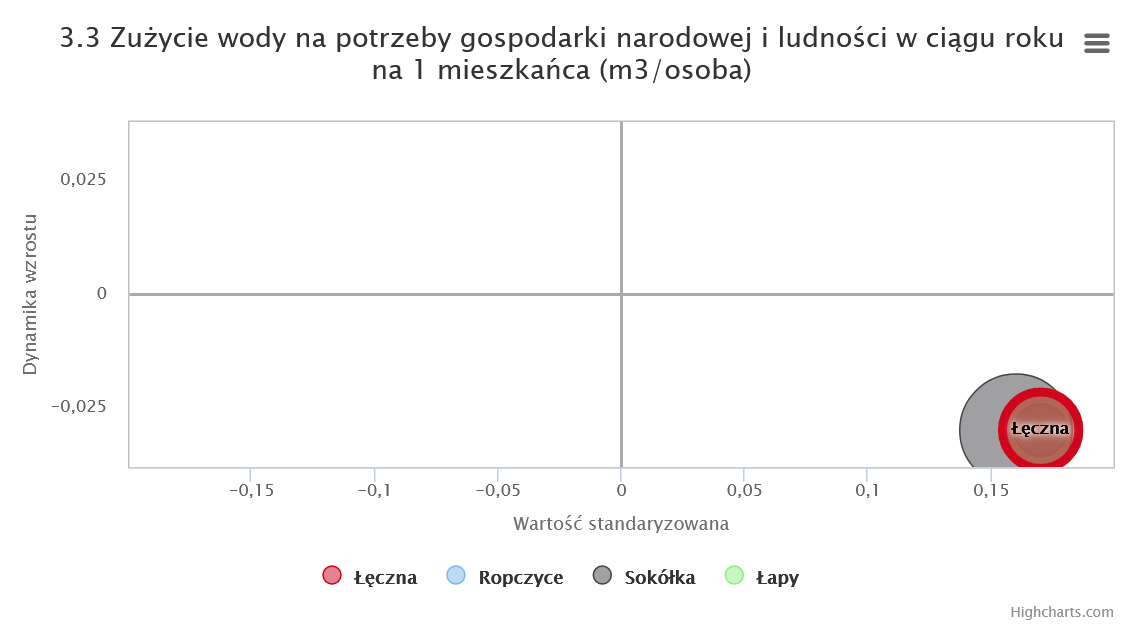 3.3 Zużycie wody na potrzeby gospodarki narodowej i ludności w ciągu roku
na 1 mieszkańca (m3/osoba)
Dynamika wzrostu
0,025
0
−0,025
Łęczna
−0,15
−0,1
−0,05
0
0,05
0,1
0,15
Wartość standaryzowana
Łęczna
Ropczyce
Sokółka
Łapy
Highcharts.com